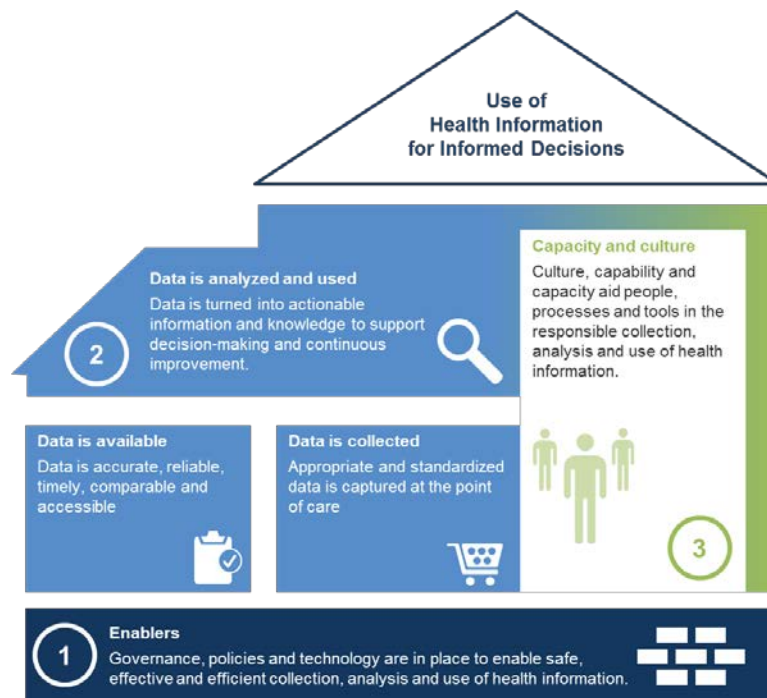 Use of
Health Information
for Informed Decisions
Data is analyzed and used
Data is turned into actionable
information and knowledge to support
decision-making and continuous
improvement.
2
Capacity and culture
Culture, capability and
capacity aid people,
processes and tools in the
responsible collection,
analysis and use of health
information.
3
Data is available
Data is accurate, reliable,
timely, comparable and
accessible
Data is collected
Appropriate and standardized
data is captured at the point
of care
1
Enablers
Governance, policies and technology are in place to enable safe,
effective and efficient collection, analysis and use of health information.